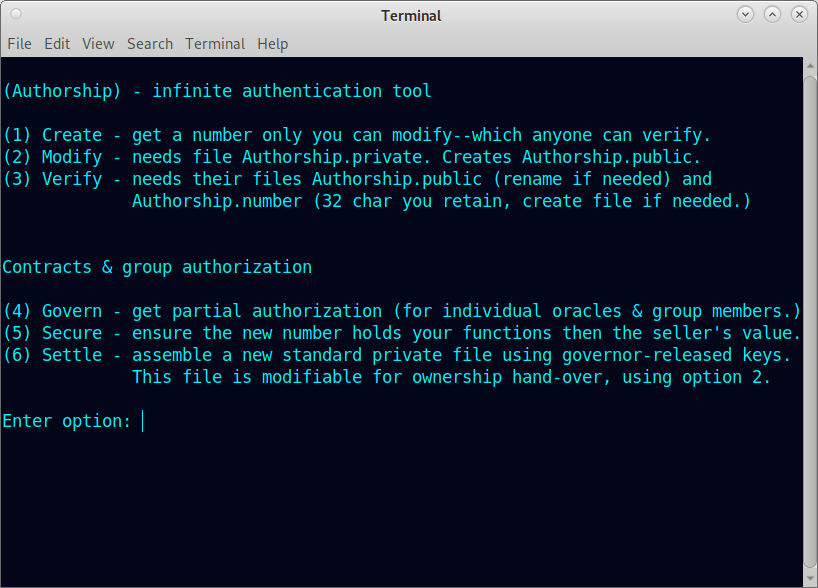 Terminal
File Edit View Search Terminal Help
(Authorship) - infinite authentication tool
(1) Create - get a number only you can modify--which anyone can verify.
(2) Modify - needs file Authorship.private. Creates Authorship.public.
(3) Verify - needs their files Authorship.public (rename if needed) and
Authorship.number (32 char you retain, create file if needed.)
Contracts & group authorization
(4) Govern - get partial authorization (for individual oracles & group members.)
(5) Secure - ensure the new number holds your functions then the seller's value.
(6) Settle - assemble a new standard private file using governor-released keys.
This file is modifiable for ownership hand-over, using option 2.
Enter option: